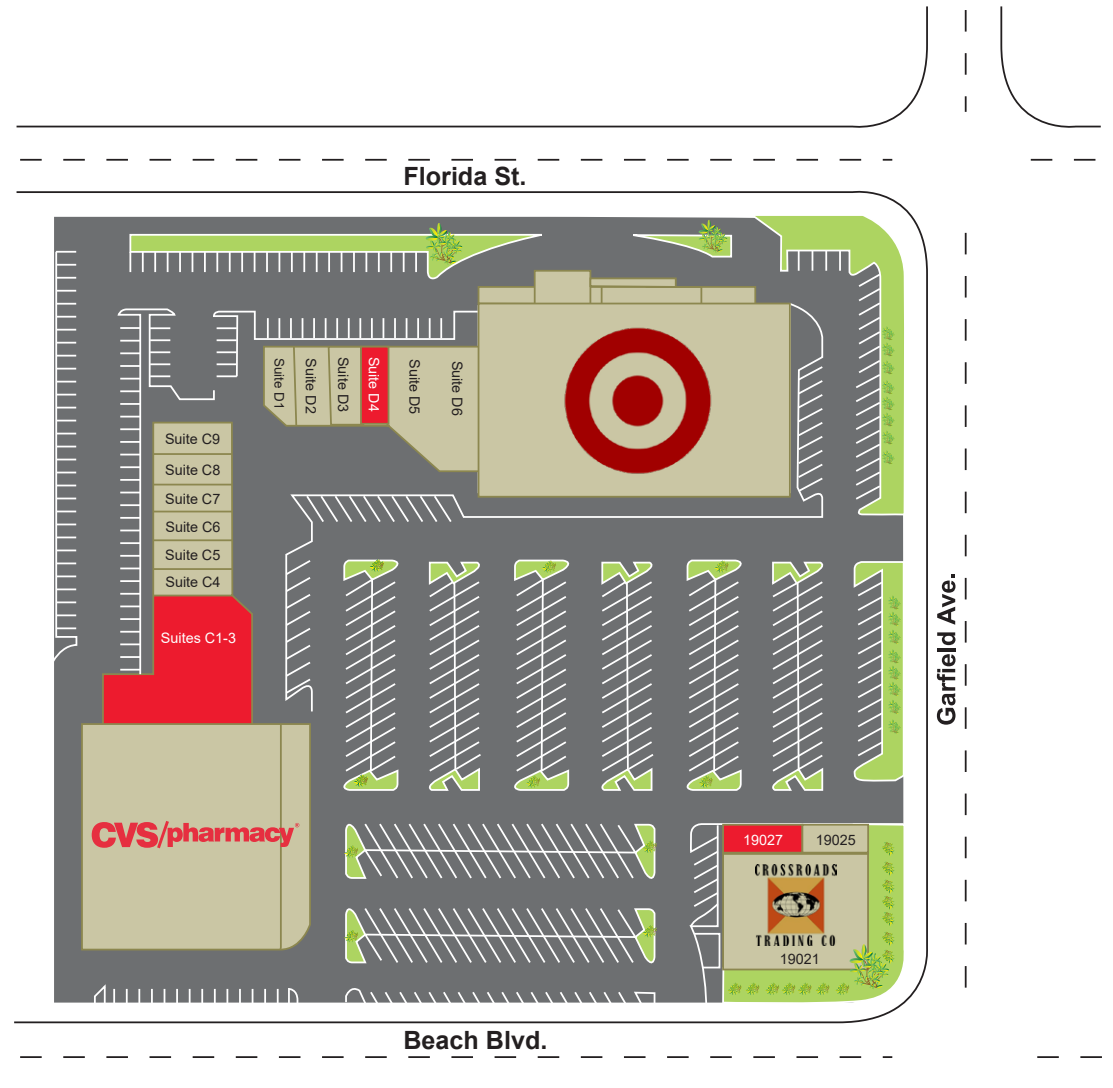 Florida St.
Suite D1
Suite D2
Suite D3
Suite D4
Suite D5
Suite D6
Suite C9
Suite C8
Suite C7
Suite C6
Suite C5
Suite C4
Suites C1-3
Garfield Ave.
CVS/pharmacy®
19027
19025
CROSSROADS
TRADING CO
19021
Beach Blvd.